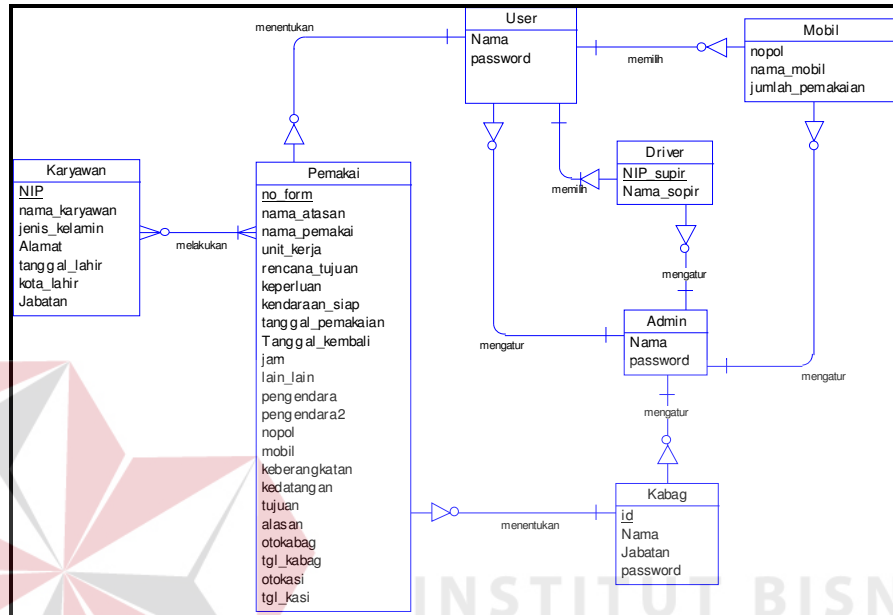 User
Nama
password
Mobil
nopol
nama_mobil
jumlah_pemakaian
menentukan
memilih
Driver
NIP_supir
Nama_sopir
memilih
Karyawan
NIP
nama_karyawan
jenis_kelamin
Alamat
tanggal_lahir
kota_lahir
Jabatan
melakukan
Pemakai
no_form
nama_atasan
nama_pemakai
unit_kerja
rencana_tujuan
keperluan
kendaraan_siap
tanggal_pemakaian
Tanggal_kembali
jam
lain_lain
pengendara
pengendara2
nopol
mobil
keberangkatan
kedatangan
tujuan
alasan
otokabag
tgl_kabag
otokasi
tgl_kasi
mengatur
Admin
Nama
password
mengatur
mengatur
mengatur
Kabag
id
Nama
Jabatan
password
menentukan
INSTITUT BISN